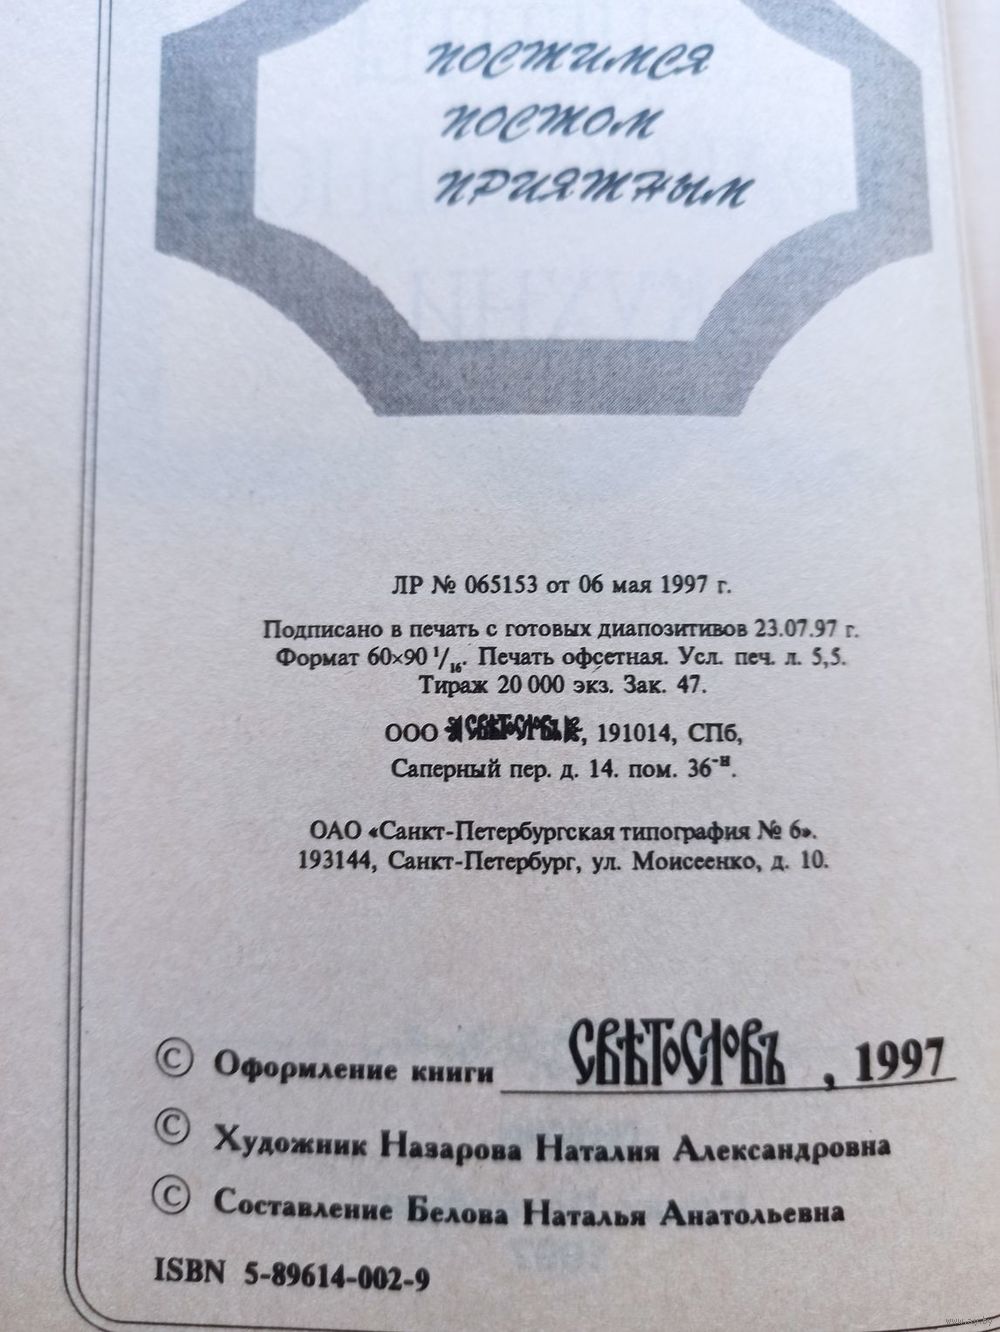 постимся
постом
приятным
ЛР № 065153 от 06 мая 1997 г.
Подписано в печать с готовых диапозитивов 23.07.97 г.
Формат 60×90 1/16. Печать офсетная. Усл. печ. л. 5,5.
Тираж 20 000 экз. Зак. 47.
ООО СВѢТОСЛОВЪ, 191014, СПб,
Саперный пер. д. 14. пом. 36-н.
ОАО «Санкт-Петербургская типография № 6».
193144, Санкт-Петербург, ул. Моисеенко, д. 10.
© Оформление книги СВѢТОСЛОВЪ, 1997
© Художник Назарова Наталия Александровна
© Составление Белова Наталья Анатольевна
ISBN 5-89614-002-9